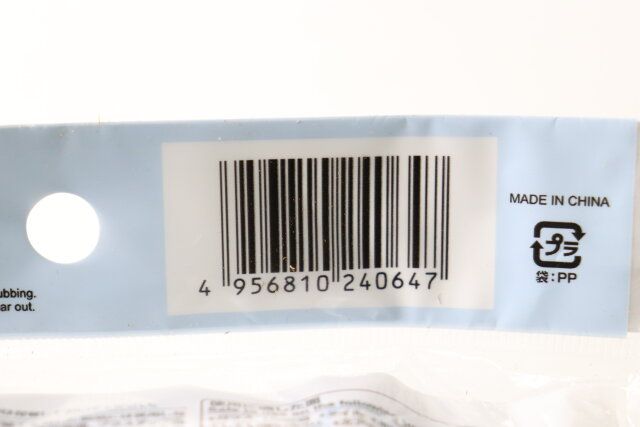 4 956810 240647
MADE IN CHINA
プラ
袋:PP
ubbing.
ar out.